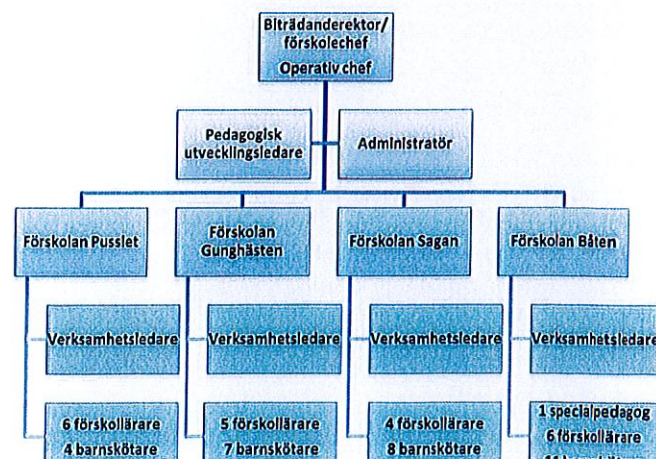 Biträdanderektor/
förskolechef
Operativ chef
Pedagogisk
utvecklingsledare
Administratör
Förskolan Pusslet
Förskolan
Gunghästen
Förskolan Sagan
Förskolan Båten
Verksamhetsledare
Verksamhetsledare
Verksamhetsledare
Verksamhetsledare
6 förskollärare
4 barnskötare
5 förskollärare
7 barnskötare
4 förskollärare
8 barnskötare
1 specialpedagog
6 förskollärare